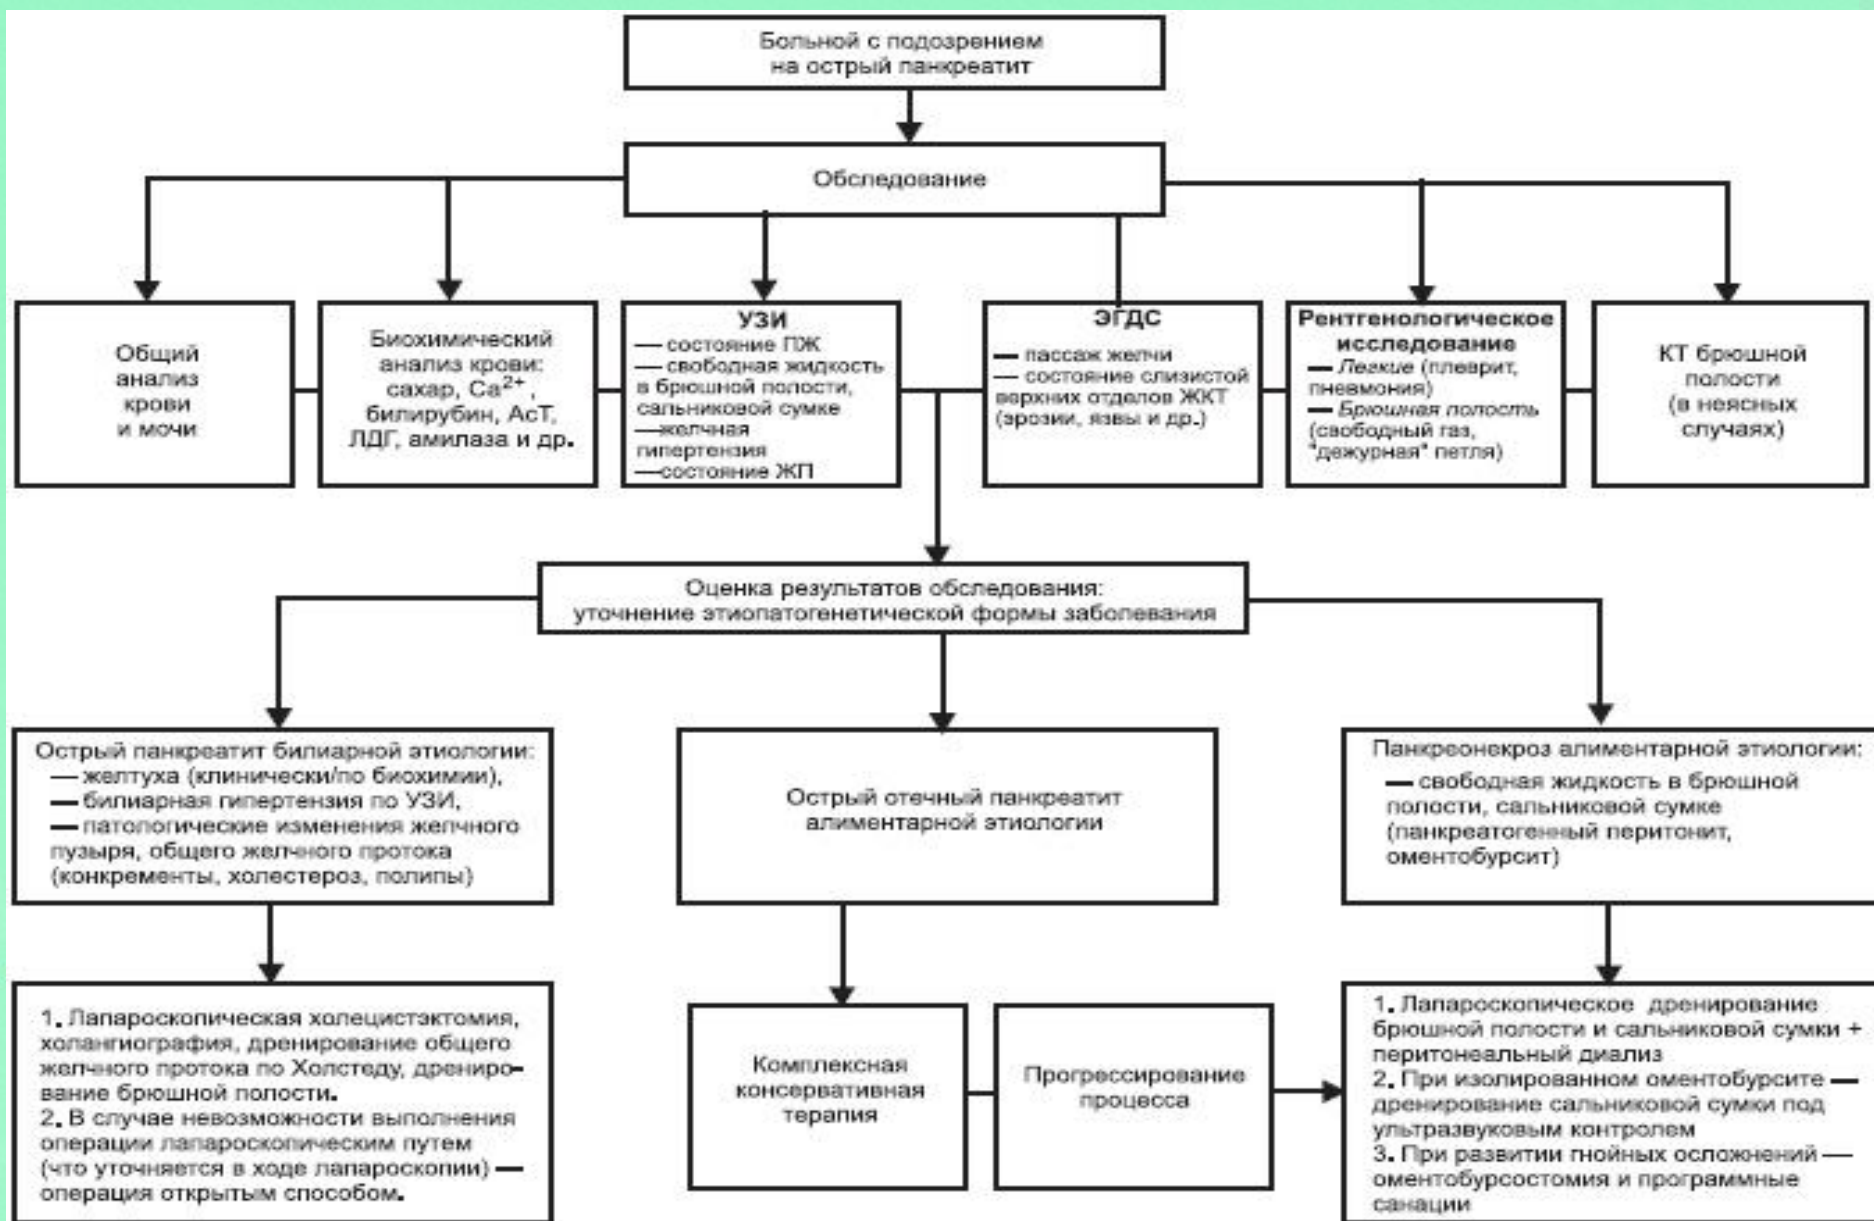 Больной с подозрением
на острый панкреатит
Обследование
Общий
анализ
крови
и мочи
Биохимический
анализ крови:
сахар, Ca²⁺,
билирубин, АсТ,
ЛДГ, амилаза и др.
УЗИ
— состояние ПЖ
— свободная жидкость
в брюшной полости,
сальниковой сумке
—желчная
гипертензия
—состояние ЖП
ЭГДС
— пассаж желчи
— состояние слизистой
верхних отделов ЖКТ
(эрозии, язвы и др.)
Рентгенологическое
исследование
— Легкие (плеврит,
пневмония)
— Брюшная полость
(свободный газ,
"дежурная" петля)
КТ брюшной
полости
(в неясных
случаях)
Оценка результатов обследования:
уточнение этиопатогенетической формы заболевания
Острый панкреатит билиарной этиологии:
— желтуха (клинически/по биохимии),
— билиарная гипертензия по УЗИ,
— патологические изменения желчного
пузыря, общего желчного протока
(конкременты, холестероз, полипы)
Острый отечный панкреатит
алиментарной этиологии
Панкреонекроз алиментарной этиологии:
— свободная жидкость в брюшной
полости, сальниковой сумке
(панкреатогенный перитонит,
оментобурсит)
1. Лапароскопическая холецистэктомия,
холангиография, дренирование общего
желчного протока по Холстеду, дрениро-
вание брюшной полости.
2. В случае невозможности выполнения
операции лапароскопическим путем
(что уточняется в ходе лапароскопии) —
операция открытым способом.
Комплексная
консервативная
терапия
Прогрессирование
процесса
1. Лапароскопическое дренирование
брюшной полости и сальниковой сумки +
перитонеальный диализ
2. При изолированном оментобурсите —
дренирование сальниковой сумки под
ультразвуковым контролем
3. При развитии гнойных осложнений —
оментобурсостомия и программные
санации